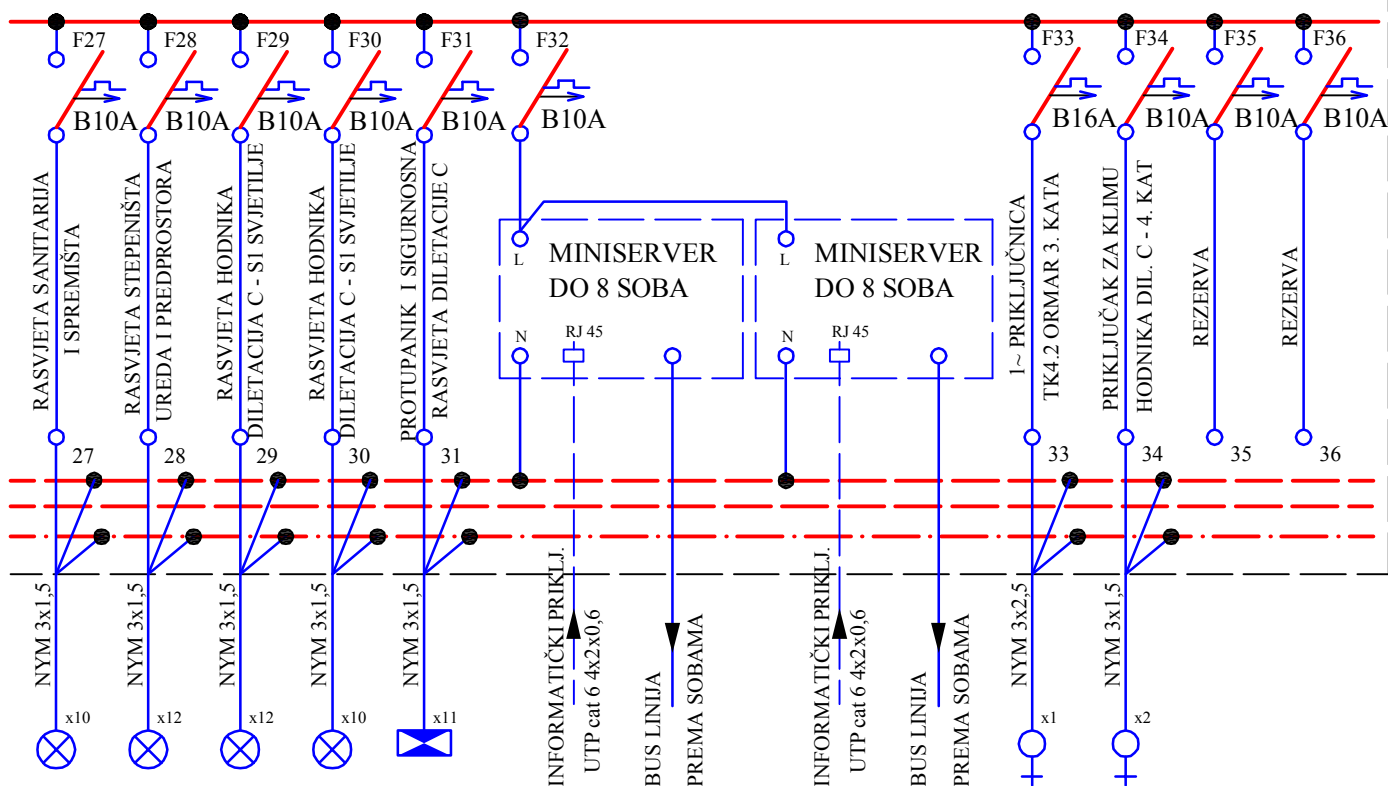 F27
F28
F29
F30
F31
F32
F33
F34
F35
F36
B10A
B10A
B10A
B10A
B10A
B10A
B16A
B10A
B10A
B10A
RASVJETA SANITARIJA
I SPREMIŠTA
RASVJETA STEPENIŠTA
UREDA I PREDPROSTORA
RASVJETA HODNIKA
DILETACIJA C - S1 SVJETILJE
RASVJETA HODNIKA
DILETACIJA C - S1 SVJETILJE
PROTUPANIK I SIGURNOSNA
RASVJETA DILETACIJE C
L
MINISERVER
DO 8 SOBA
N
RJ 45
L
MINISERVER
DO 8 SOBA
N
RJ 45
1~ PRIKLJUČNICA
TK4.2 ORMAR 3. KATA
PRIKLJUČAK ZA KLIMU
HODNIKA DIL. C - 4. KAT
REZERVA
REZERVA
27
28
29
30
31
33
34
35
36
NYM 3x1,5
NYM 3x1,5
NYM 3x1,5
NYM 3x1,5
NYM 3x1,5
INFORMATIČKI PRIKLJ.
UTP cat 6 4x2x0,6
BUS LINIJA
PREMA SOBAMA
INFORMATIČKI PRIKLJ.
UTP cat 6 4x2x0,6
BUS LINIJA
PREMA SOBAMA
NYM 3x2,5
NYM 3x1,5
x10
x12
x12
x10
x11
x1
x2